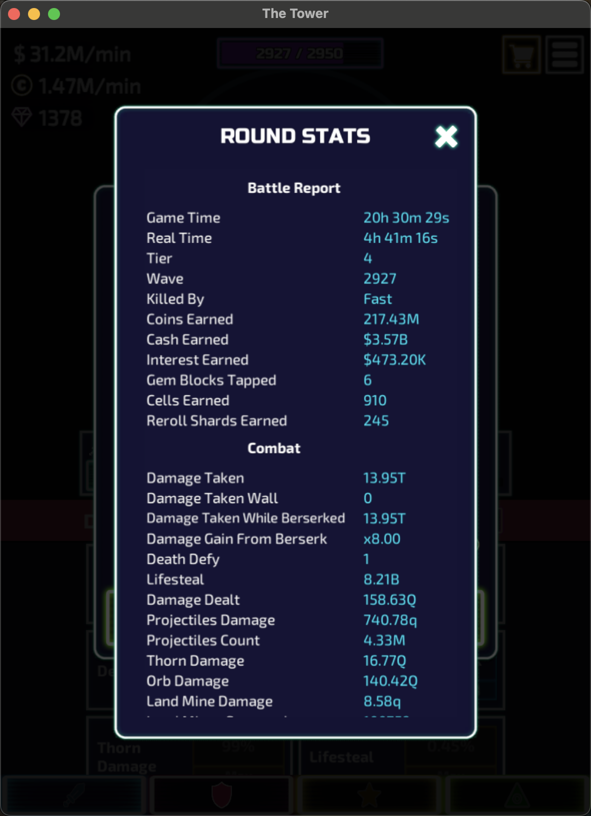 The Tower
$ 31.2M/min
2927 / 2950
© 1.47M/min
1378
ROUND STATS
Battle Report
Game Time 20h 30m 29s
Real Time 4h 41m 16s
Tier 4
Wave 2927
Killed By Fast
Coins Earned 217.43M
Cash Earned $3.57B
Interest Earned $473.20K
Gem Blocks Tapped 6
Cells Earned 910
Reroll Shards Earned 245
Combat
Damage Taken 13.95T
Damage Taken Wall 0
Damage Taken While Berserked 13.95T
Damage Gain From Berserk x8.00
Death Defy 1
Lifesteal 8.21B
Damage Dealt 158.63Q
Projectiles Damage 740.78q
Projectiles Count 4.33M
Thorn Damage 16.77Q
Orb Damage 140.42Q
Land Mine Damage 8.58q
Thorn Damage 99%
Lifesteal 0.45%